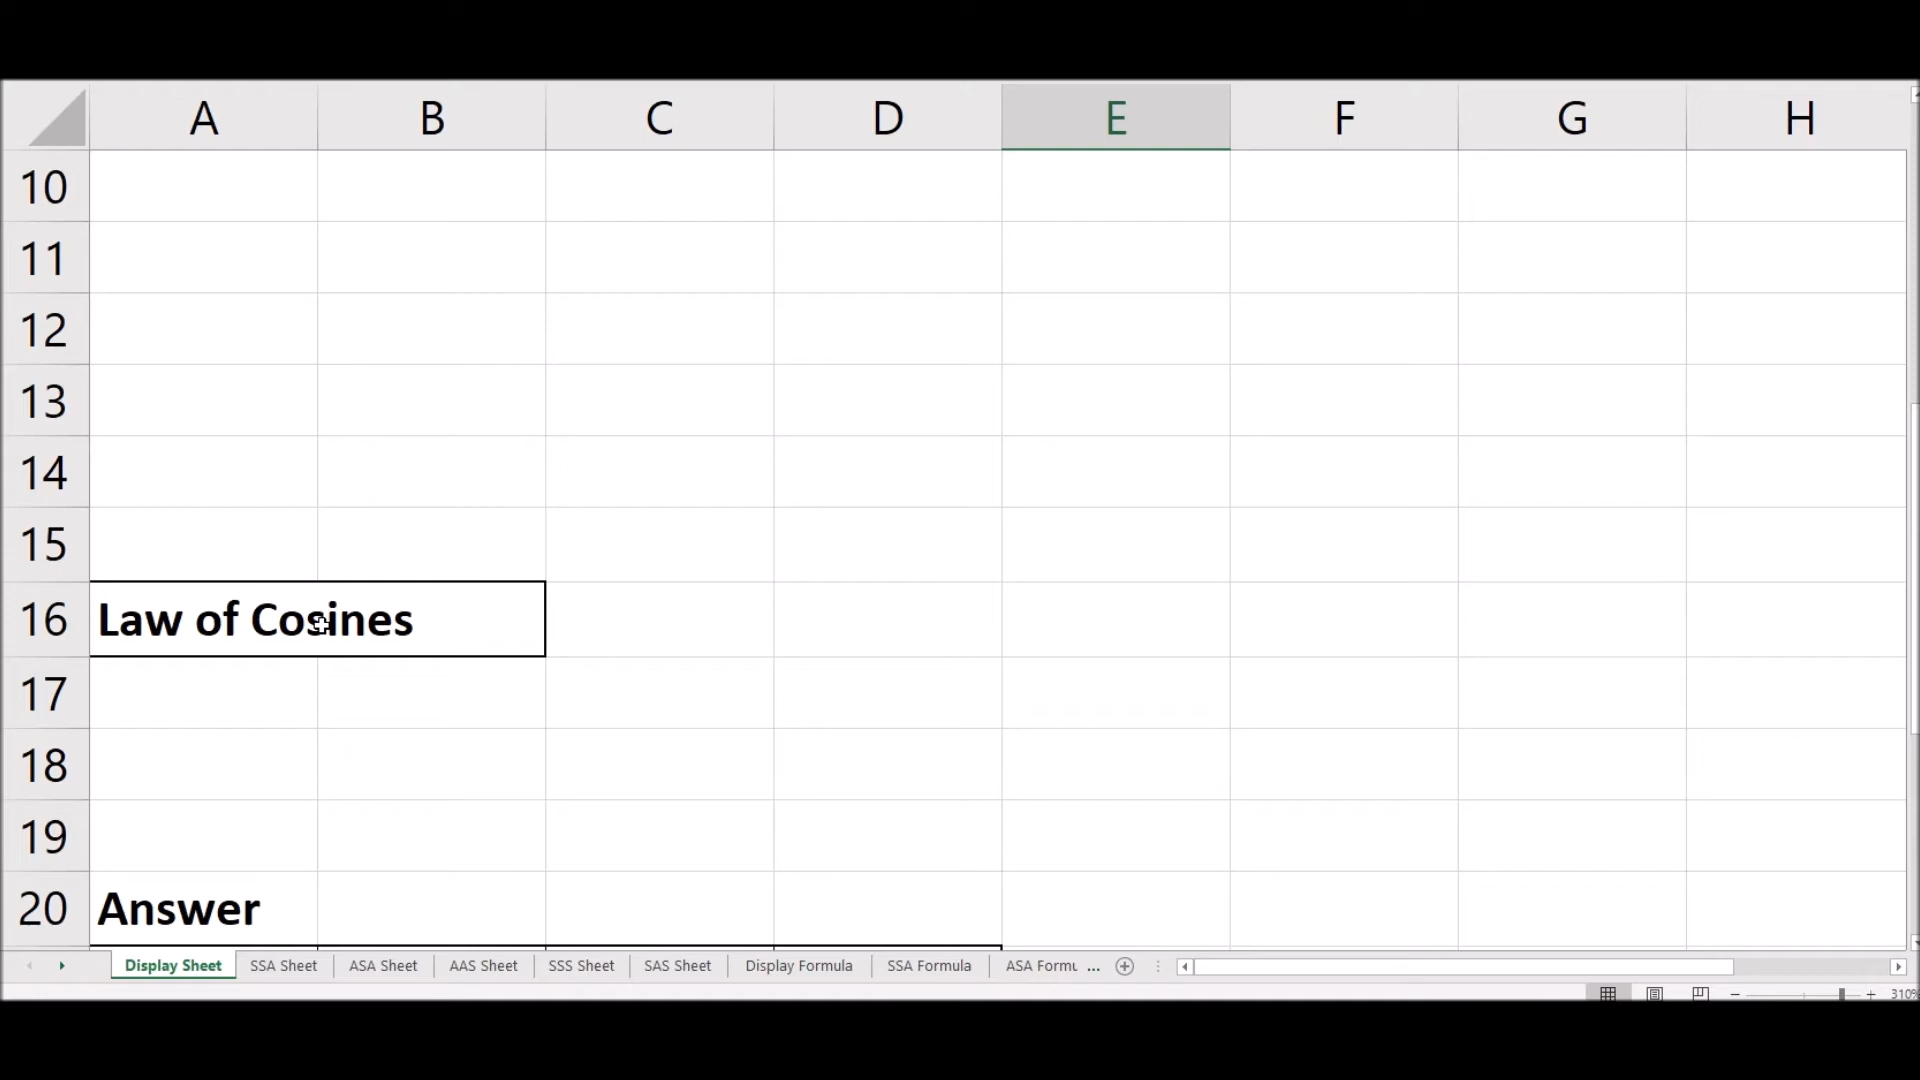 A B C D E F G H
10
11
12
13
14
15
16 Law of Cosines
17
18
19
20 Answer
Display Sheet SSA Sheet ASA Sheet AAS Sheet SSS Sheet SAS Sheet Display Formula SSA Formula ASA Formu ...
310%